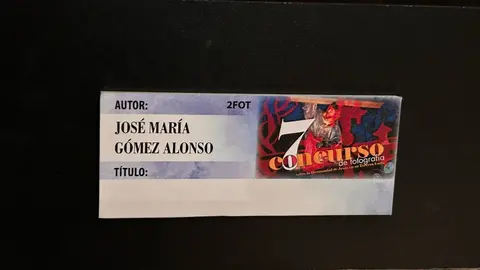 AUTOR: 2FOT
JOSÉ MARÍA
GÓMEZ ALONSO
TÍTULO:
7
concurso
de fotografía